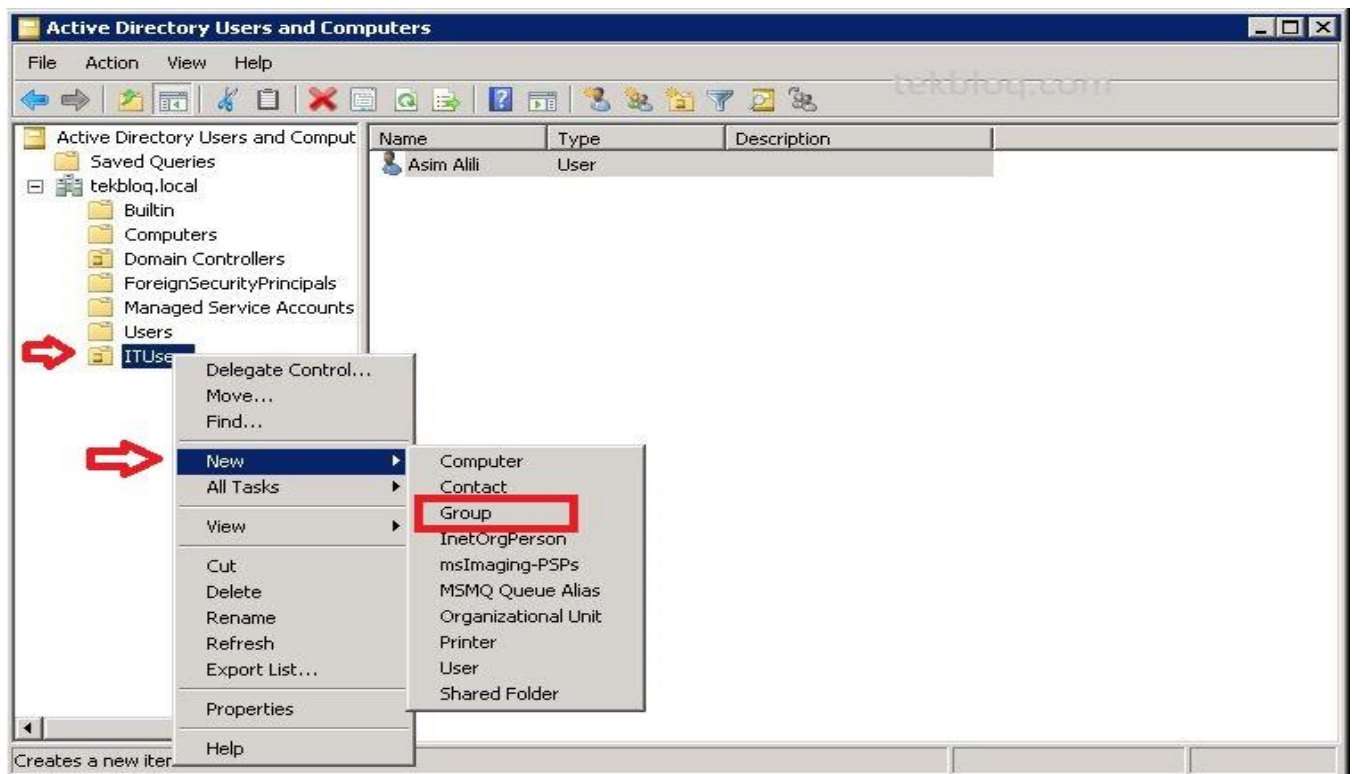 Active Directory Users and Computers
File Action View Help
tekbloq.com
Active Directory Users and Comput
Name Type Description
Saved Queries
Asim Alili User
tekbloq.local
Builtin
Computers
Domain Controllers
ForeignSecurityPrincipals
Managed Service Accounts
Users
ITUse
Delegate Control...
Move...
Find...
New
All Tasks
View
Cut
Delete
Rename
Refresh
Export List...
Properties
Help
Computer
Contact
Group
InetOrgPerson
msImaging-PSPs
MSMQ Queue Alias
Organizational Unit
Printer
User
Shared Folder
Creates a new iter